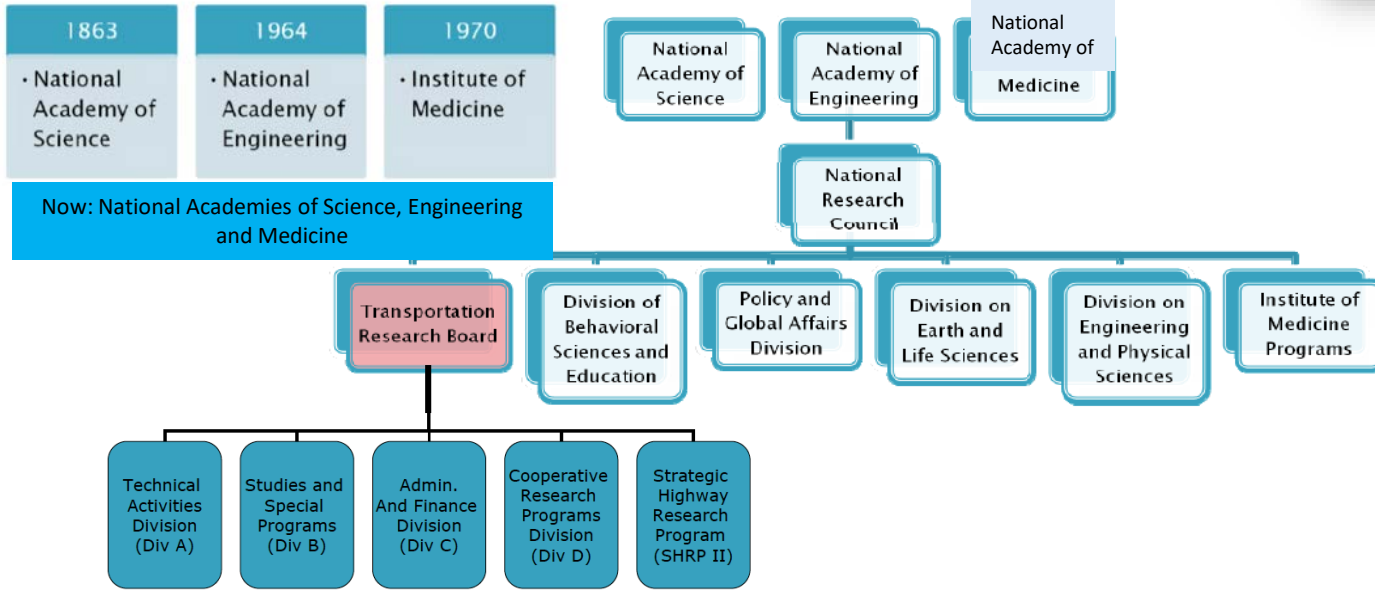 1863
· National
Academy of
Science
1964
· National
Academy of
Engineering
1970
· Institute of
Medicine
Now: National Academies of Science, Engineering
and Medicine
National
Academy of
Science
National
Academy of
Engineering
National
Academy of
Medicine
National
Research
Council
Transportation
Research Board
Division of
Behavioral
Sciences and
Education
Policy and
Global Affairs
Division
Division on
Earth and
Life Sciences
Division on
Engineering
and Physical
Sciences
Institute of
Medicine
Programs
Technical
Activities
Division
(Div A)
Studies and
Special
Programs
(Div B)
Admin.
And Finance
Division
(Div C)
Cooperative
Research
Programs
Division
(Div D)
Strategic
Highway
Research
Program
(SHRP II)